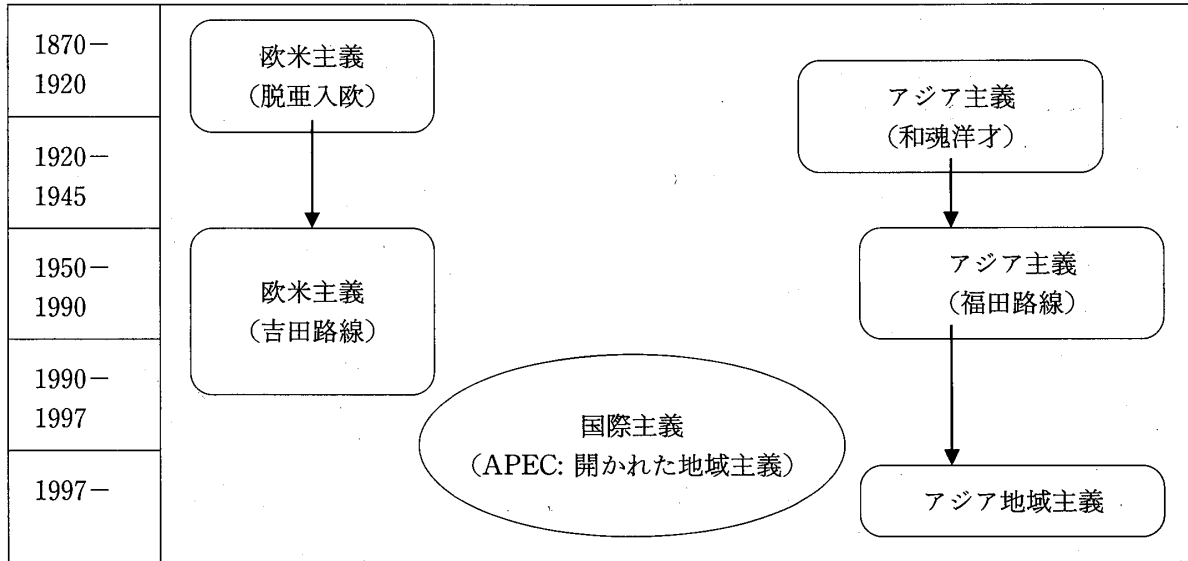 1870－
1920
1920－
1945
1950－
1990
1990－
1997
1997－
欧米主義
（脱亜入欧）
アジア主義
（和魂洋才）
欧米主義
（吉田路線）
アジア主義
（福田路線）
国際主義
（APEC: 開かれた地域主義）
アジア地域主義